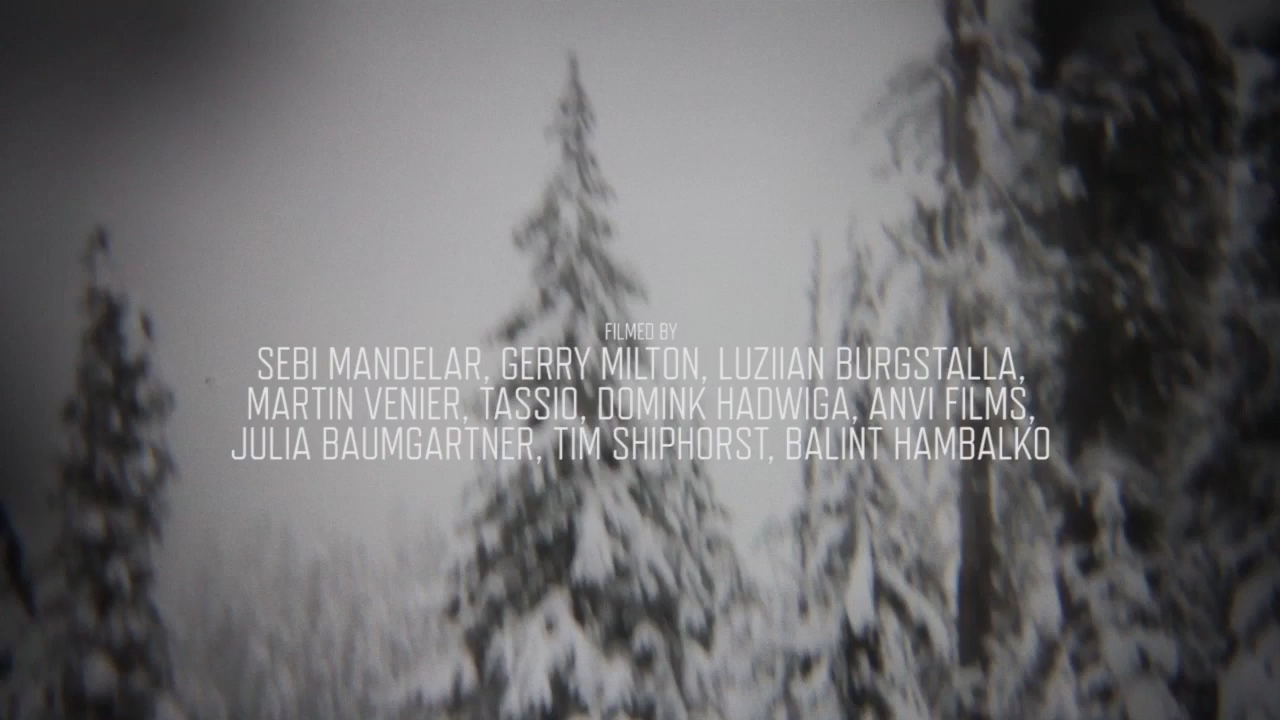 FILMED BY
SEBI MANDELAR, GERRY MILTON, LUZIIAN BURGSTALLA,
MARTIN VENIER, TASSIO, DOMINK HADWIGA, ANVI FILMS,
JULIA BAUMGARTNER, TIM SHIPHORST, BALINT HAMBALKO